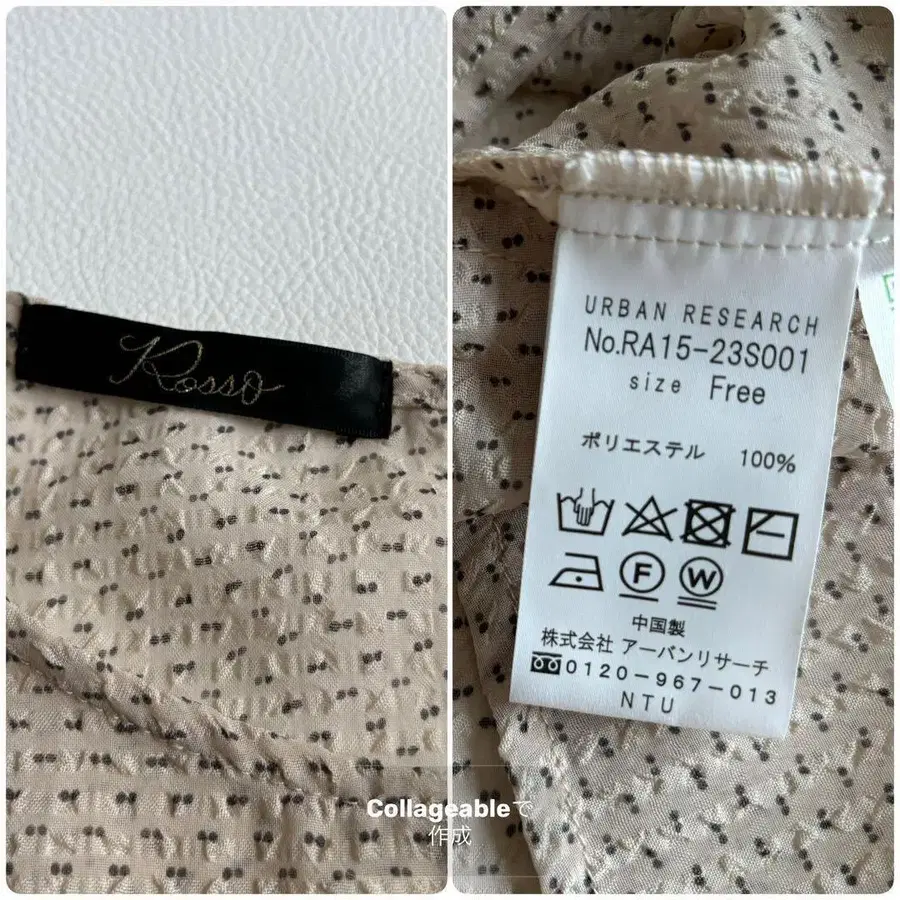 Rosso
URBAN RESEARCH
No.RA15-23S001
size Free
ポリエステル 100%
F W
中国製
株式会社 アーバンリサーチ
0120-967-013
NTU
Collageableで
作成